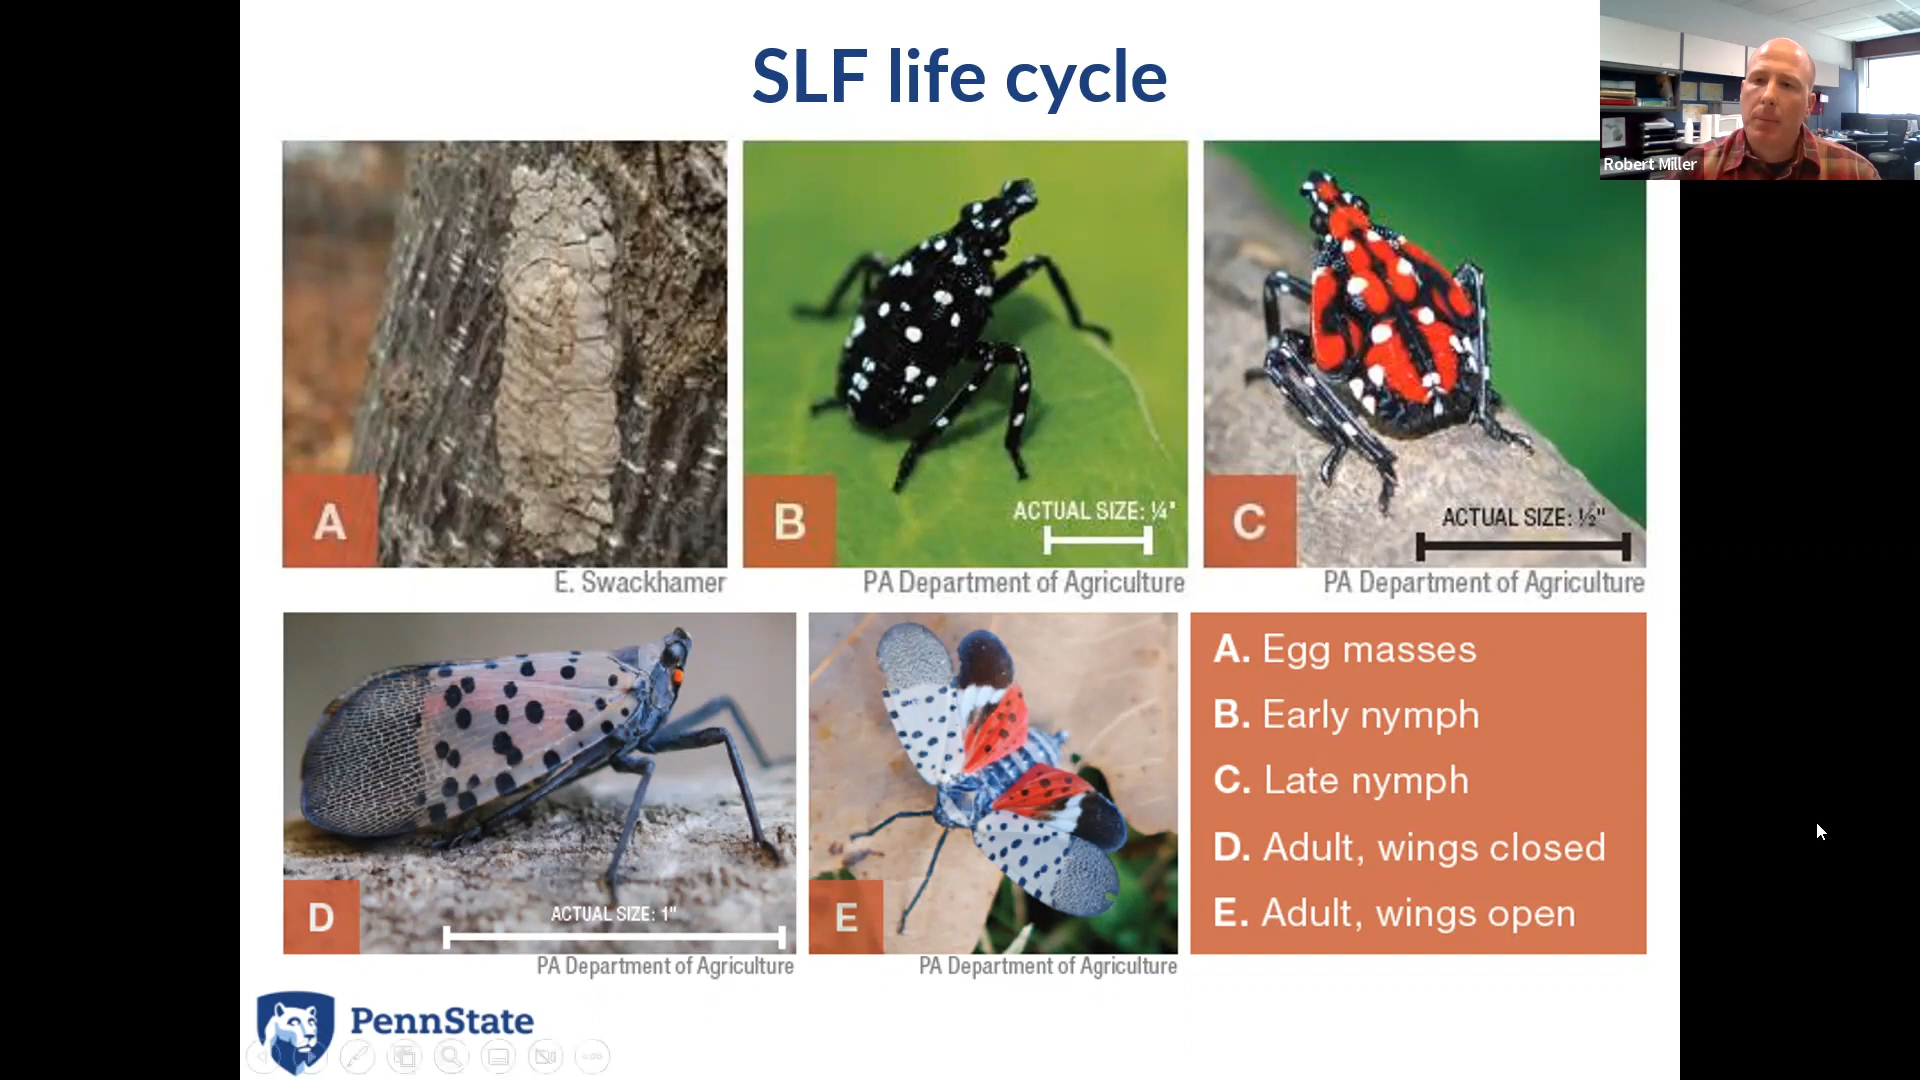 SLF life cycle
Robert Miller
A
B
ACTUAL SIZE: ¼"
C
ACTUAL SIZE: ½"
E. Swackhamer
PA Department of Agriculture
PA Department of Agriculture
D
ACTUAL SIZE: 1"
E
A. Egg masses
B. Early nymph
C. Late nymph
D. Adult, wings closed
E. Adult, wings open
PA Department of Agriculture
PA Department of Agriculture
PennState